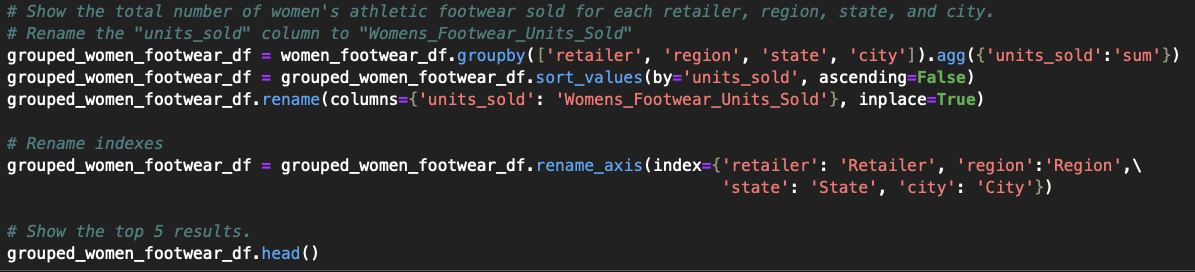 # Show the total number of women's athletic footwear sold for each retailer, region, state, and city.
# Rename the "units_sold" column to "Womens_Footwear_Units_Sold"
grouped_women_footwear_df = women_footwear_df.groupby(['retailer', 'region', 'state', 'city']).agg({'units_sold':'sum'})
grouped_women_footwear_df = grouped_women_footwear_df.sort_values(by='units_sold', ascending=False)
grouped_women_footwear_df.rename(columns={'units_sold': 'Womens_Footwear_Units_Sold'}, inplace=True)
# Rename indexes
grouped_women_footwear_df = grouped_women_footwear_df.rename_axis(index={'retailer': 'Retailer', 'region':'Region',\
'state': 'State', 'city': 'City'})
# Show the top 5 results.
grouped_women_footwear_df.head()